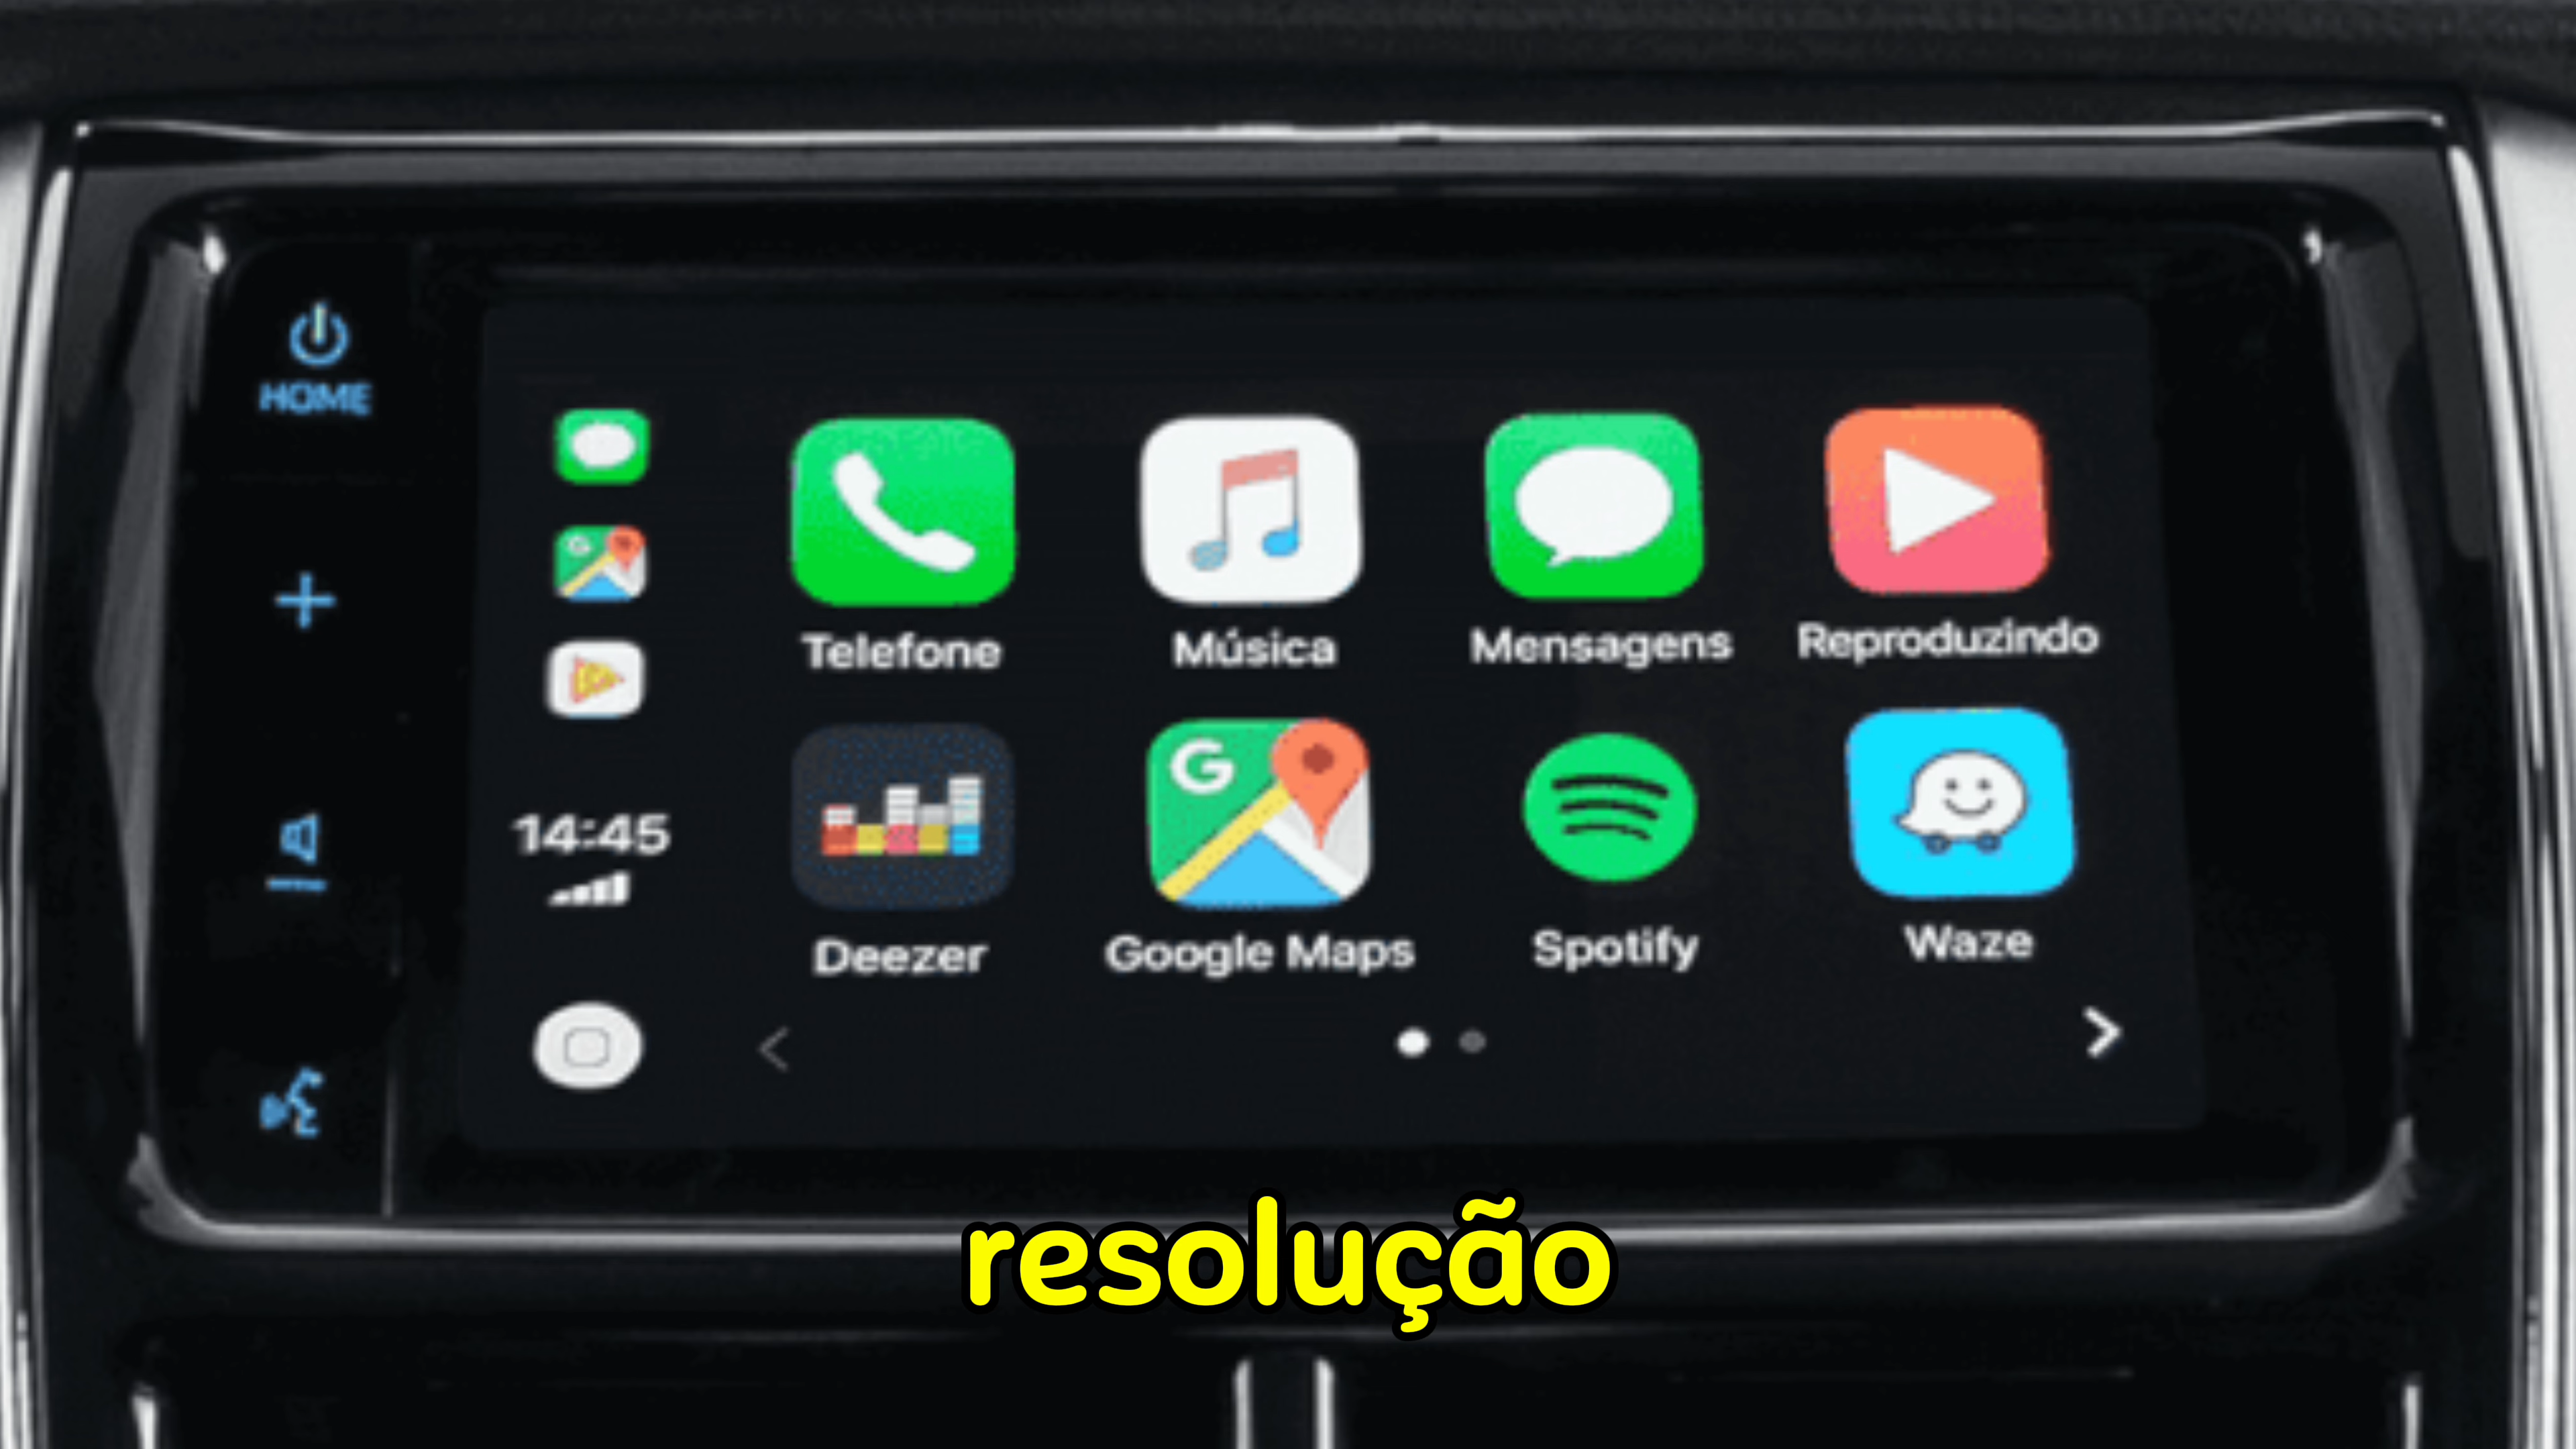 HOME
Telefone
Música
Mensagens
Reproduzindo
14:45
Deezer
Google Maps
Spotify
Waze
resolução